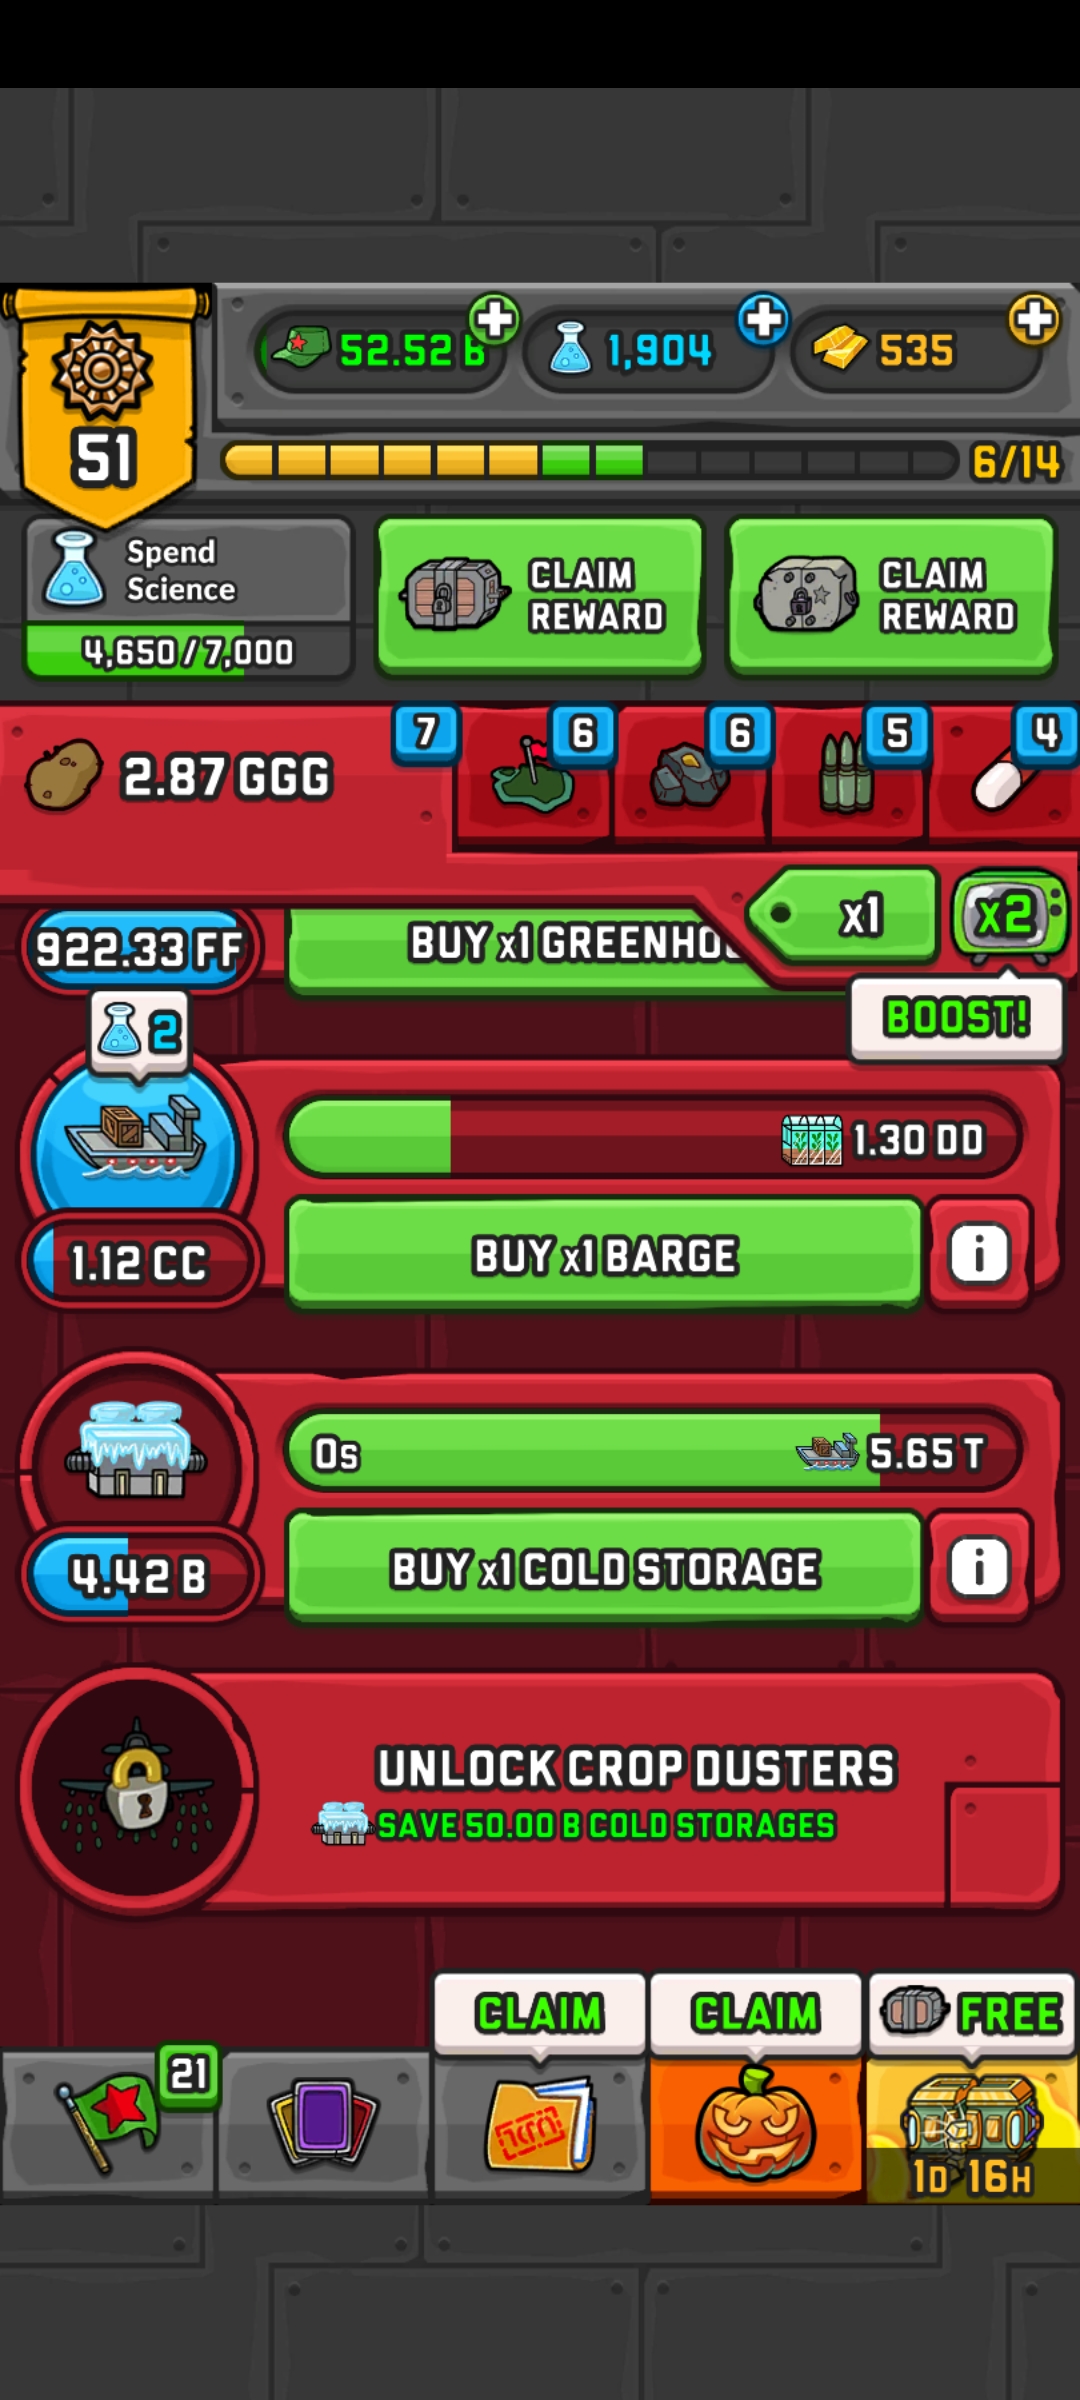 52.52 B
1,904
535
51
6/14
Spend
Science
4,650/7,000
CLAIM
REWARD
CLAIM
REWARD
2.87 GGG
7
6
6
5
4
x1
x2
BOOST!
922.33 FF
BUY x1 GREENHO
2
1.30 DD
1.12 CC
BUY x1 BARGE
i
0s
5.65 T
4.42 B
BUY x1 COLD STORAGE
i
UNLOCK CROP DUSTERS
SAVE 50.00 B COLD STORAGES
21
CLAIM
CLAIM
FREE
1D 16H